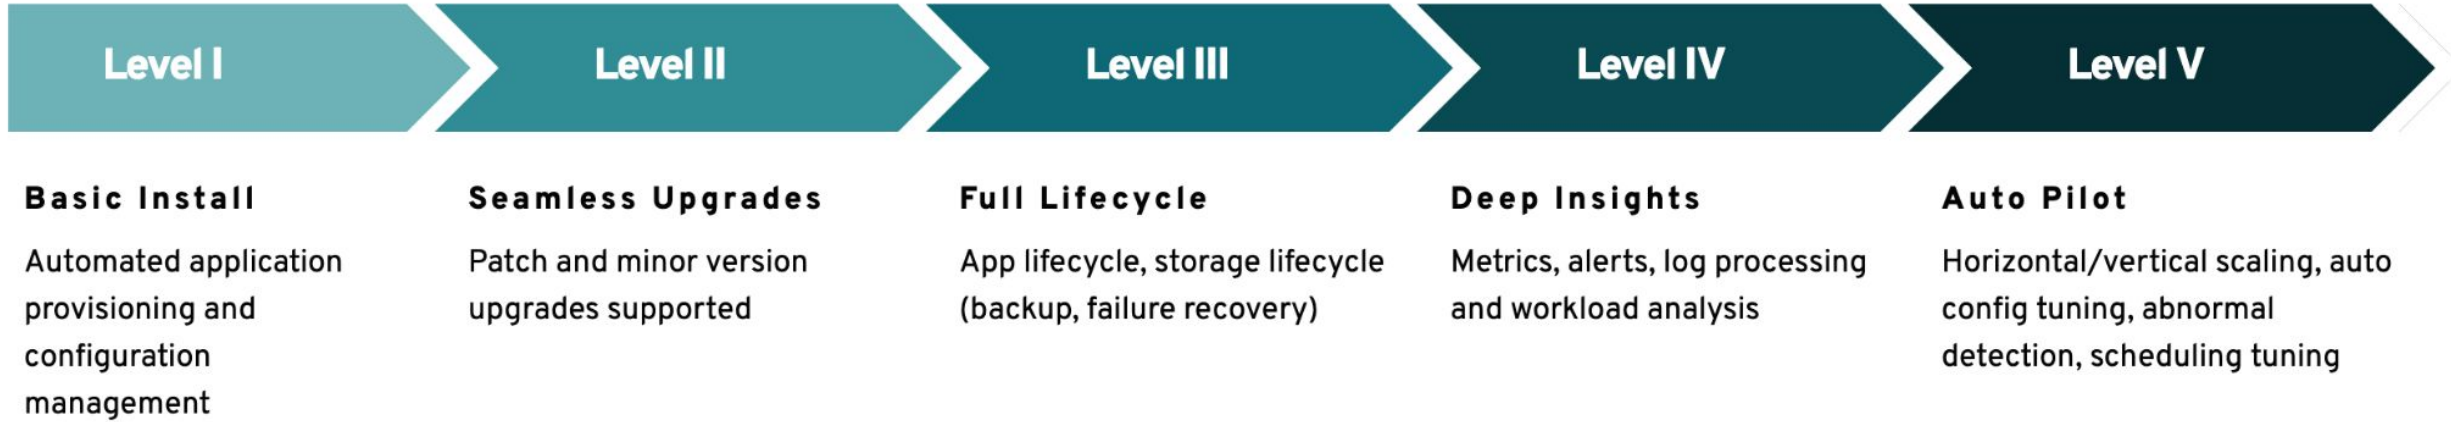 Level I
Level II
Level III
Level IV
Level V
Basic Install
Automated application
provisioning and
configuration
management
Seamless Upgrades
Patch and minor version
upgrades supported
Full Lifecycle
App lifecycle, storage lifecycle
(backup, failure recovery)
Deep Insights
Metrics, alerts, log processing
and workload analysis
Auto Pilot
Horizontal/vertical scaling, auto
config tuning, abnormal
detection, scheduling tuning